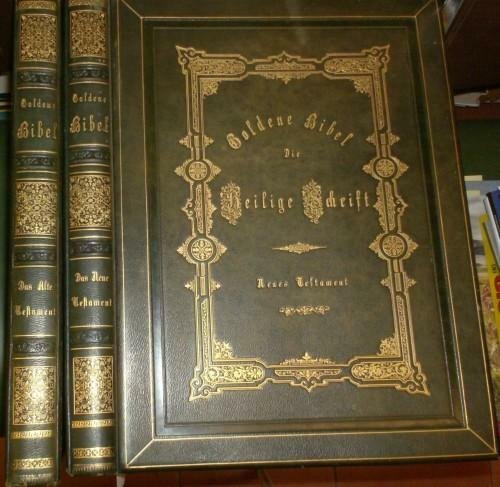 Goldene
Bibel
Das Alte
Testament
Goldene
Bibel
Das Neue
Testament
Goldene Bibel
Die
Heilige Schrift
Neues Testament